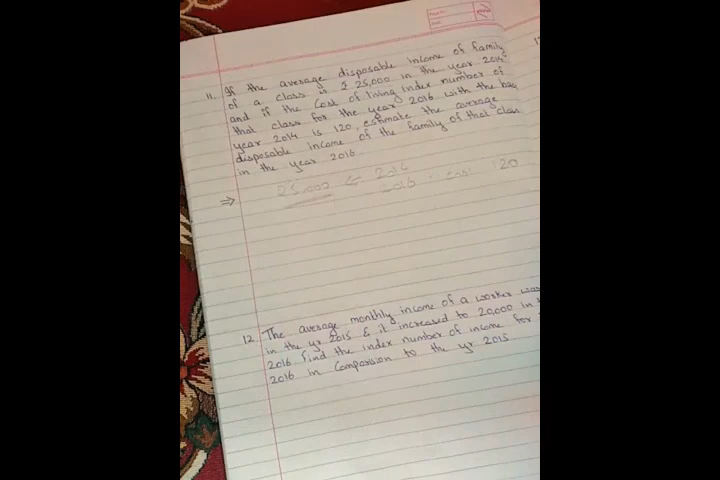 11. If the average disposable income of family
of a class is ₹ 25,000 in the year 2014
and if the Cost of living index number of
that class for the year 2016 with the bas
year 2014 is 120, estimate the average
disposable income of the family of that class
in the year 2016.
⇒ 25,000 2014
2016 120
12. The average monthly income of a worker was
in the yr 2015 & it increased to 20,000 in
2016 Find the index number of income for
2016 in Comparsion to the yr 2015